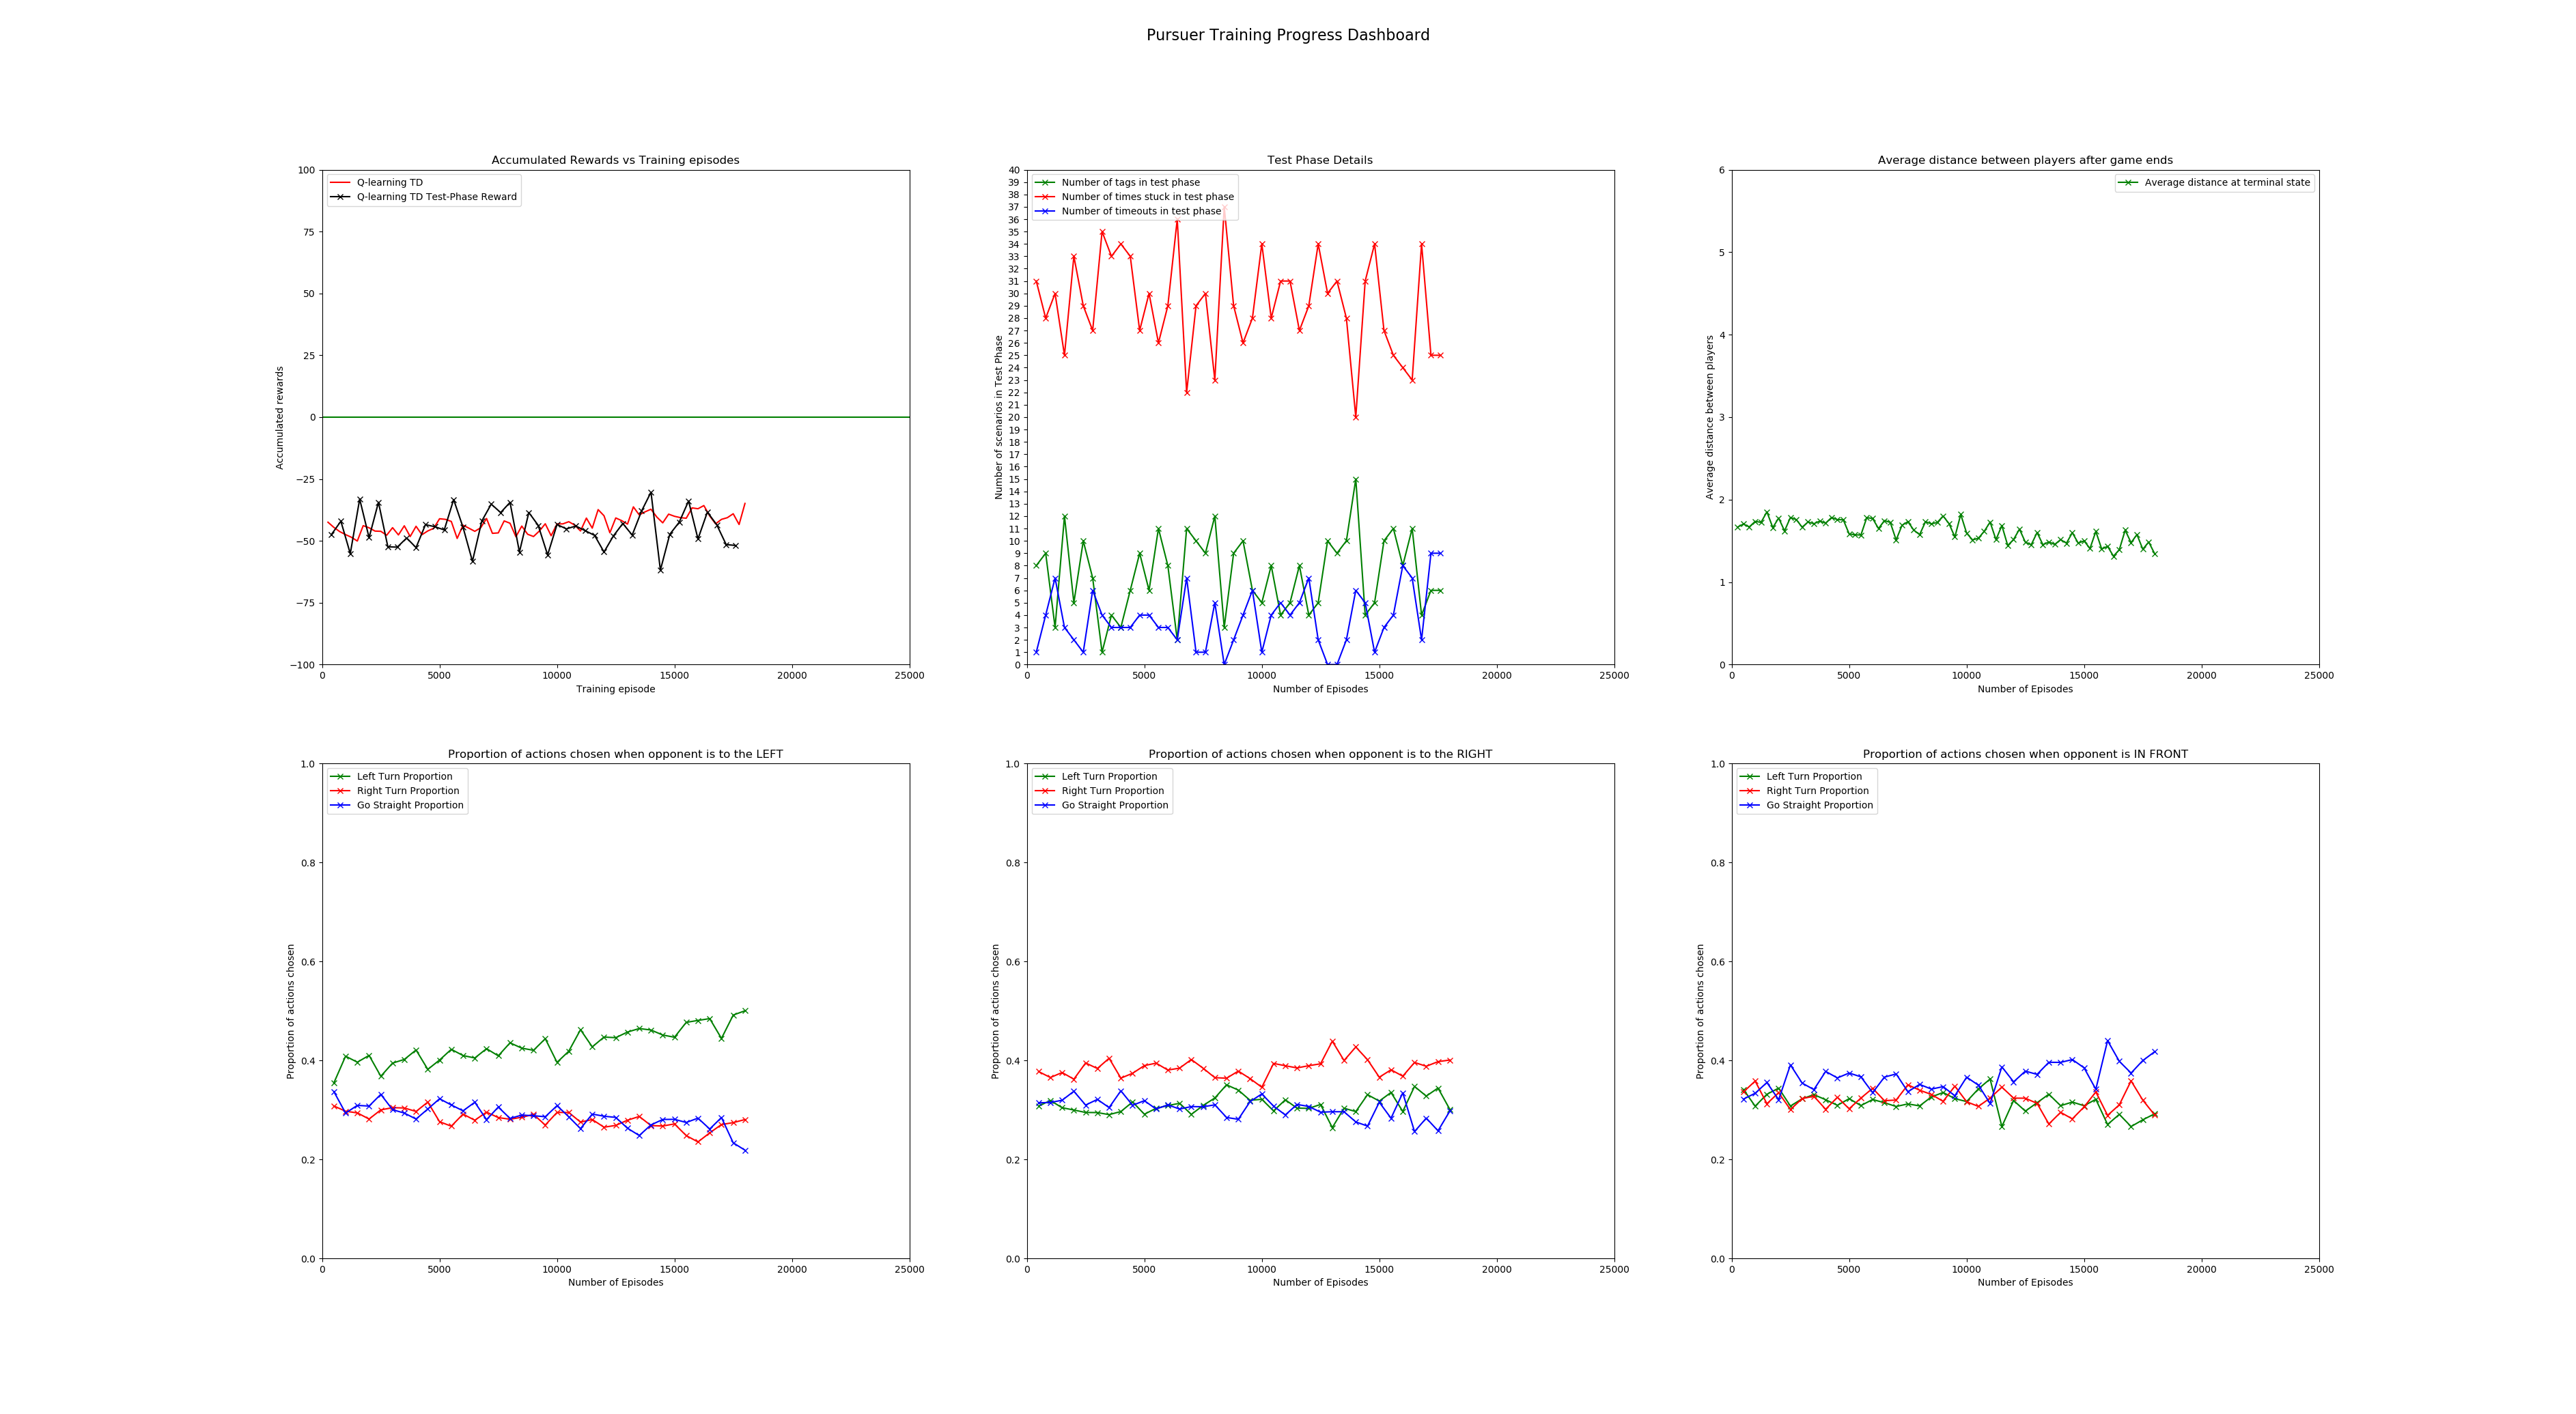 Pursuer Training Progress Dashboard
Accumulated Rewards vs Training episodes
Q-learning TD
Q-learning TD Test-Phase Reward
100
75
50
25
0
−25
−50
−75
−100
Accumulated rewards
0 5000 10000 15000 20000 25000
Training episode
Test Phase Details
Number of tags in test phase
Number of times stuck in test phase
Number of timeouts in test phase
40
39
38
37
36
35
34
33
32
31
30
29
28
27
26
25
24
23
22
21
20
19
18
17
16
15
14
13
12
11
10
9
8
7
6
5
4
3
2
1
0
Number of scenarios in Test Phase
0 5000 10000 15000 20000 25000
Number of Episodes
Average distance between players after game ends
Average distance at terminal state
6
5
4
3
2
1
0
Average distance between players
0 5000 10000 15000 20000 25000
Number of Episodes
Proportion of actions chosen when opponent is to the LEFT
Left Turn Proportion
Right Turn Proportion
Go Straight Proportion
1.0
0.8
0.6
0.4
0.2
0.0
Proportion of actions chosen
0 5000 10000 15000 20000 25000
Number of Episodes
Proportion of actions chosen when opponent is to the RIGHT
Left Turn Proportion
Right Turn Proportion
Go Straight Proportion
1.0
0.8
0.6
0.4
0.2
0.0
Proportion of actions chosen
0 5000 10000 15000 20000 25000
Number of Episodes
Proportion of actions chosen when opponent is IN FRONT
Left Turn Proportion
Right Turn Proportion
Go Straight Proportion
1.0
0.8
0.6
0.4
0.2
0.0
Proportion of actions chosen
0 5000 10000 15000 20000 25000
Number of Episodes